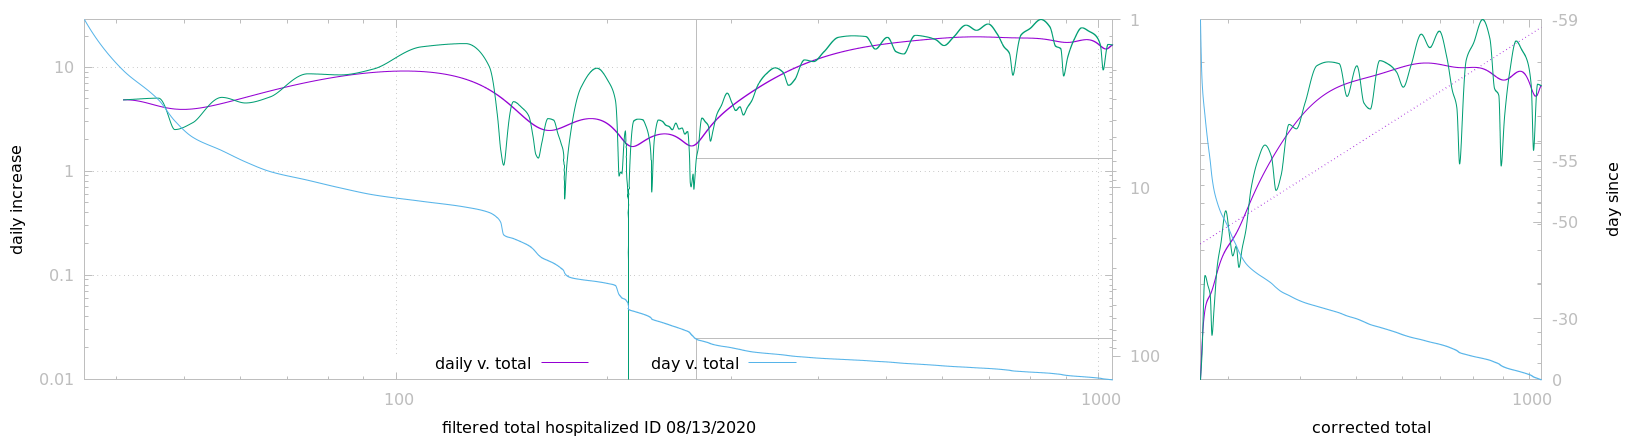 daily increase
10
1
0.1
0.01
100
1000
1
10
100
daily v. total
day v. total
filtered total hospitalized ID 08/13/2020
-59
-55
-50
-30
0
day since
1000
corrected total